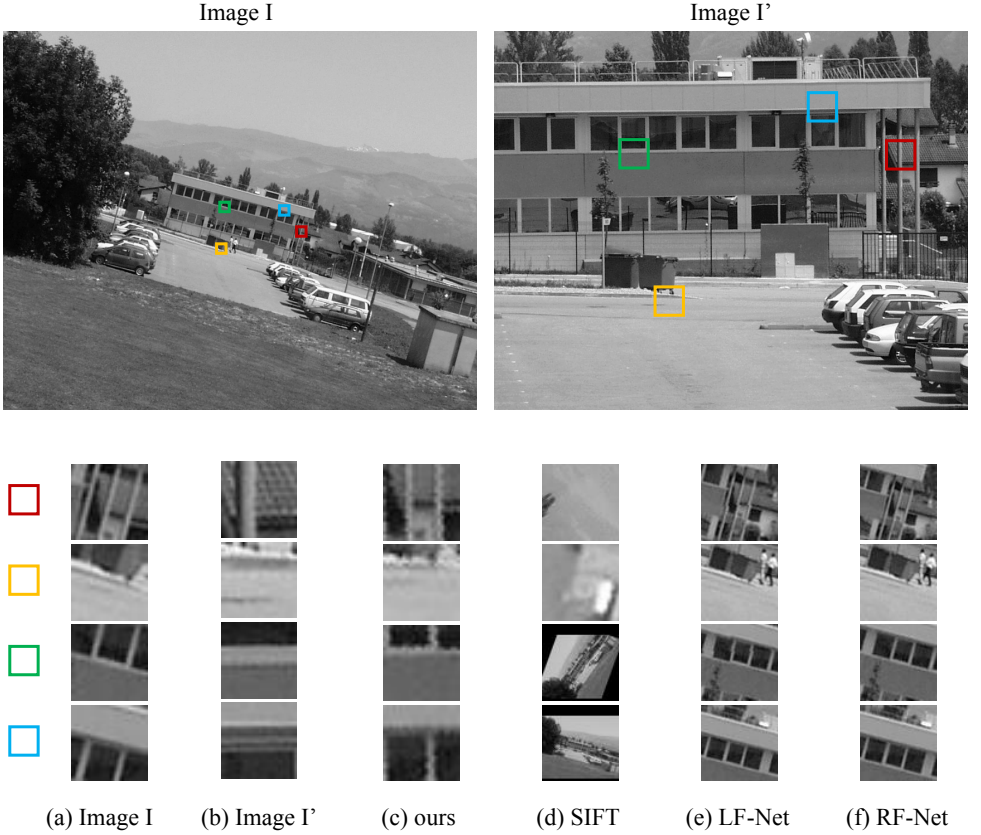 Image I Image I’
(a) Image I (b) Image I’ (c) ours (d) SIFT (e) LF-Net (f) RF-Net